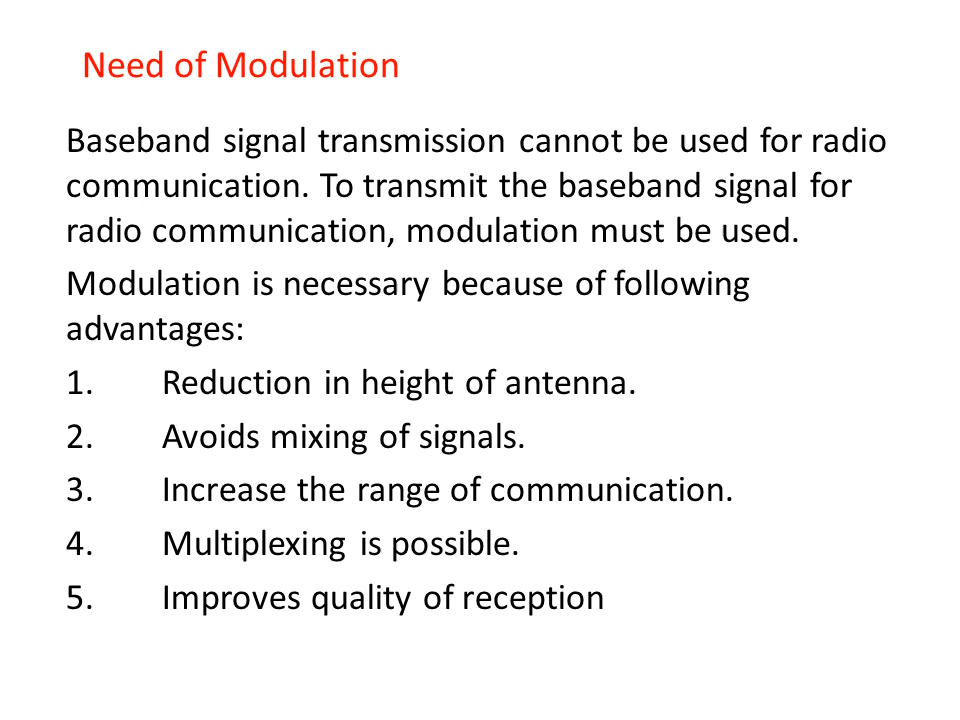 Need of Modulation
Baseband signal transmission cannot be used for radio
communication. To transmit the baseband signal for
radio communication, modulation must be used.
Modulation is necessary because of following
advantages:
1. Reduction in height of antenna.
2. Avoids mixing of signals.
3. Increase the range of communication.
4. Multiplexing is possible.
5. Improves quality of reception